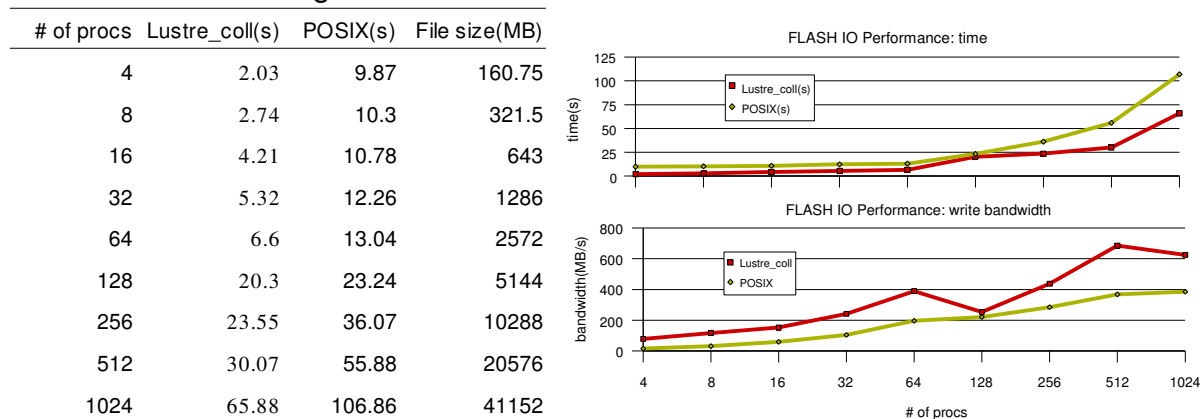 # of procs Lustre_coll(s) POSIX(s) File size(MB)
4 2.03 9.87 160.75
8 2.74 10.3 321.5
16 4.21 10.78 643
32 5.32 12.26 1286
64 6.6 13.04 2572
128 20.3 23.24 5144
256 23.55 36.07 10288
512 30.07 55.88 20576
1024 65.88 106.86 41152
FLASH IO Performance: time
125
100
75
50
25
0
time(s)
Lustre_coll(s)
POSIX(s)
FLASH IO Performance: write bandwidth
800
600
400
200
0
bandwidth(MB/s)
Lustre_coll
POSIX
4 8 16 32 64 128 256 512 1024
# of procs